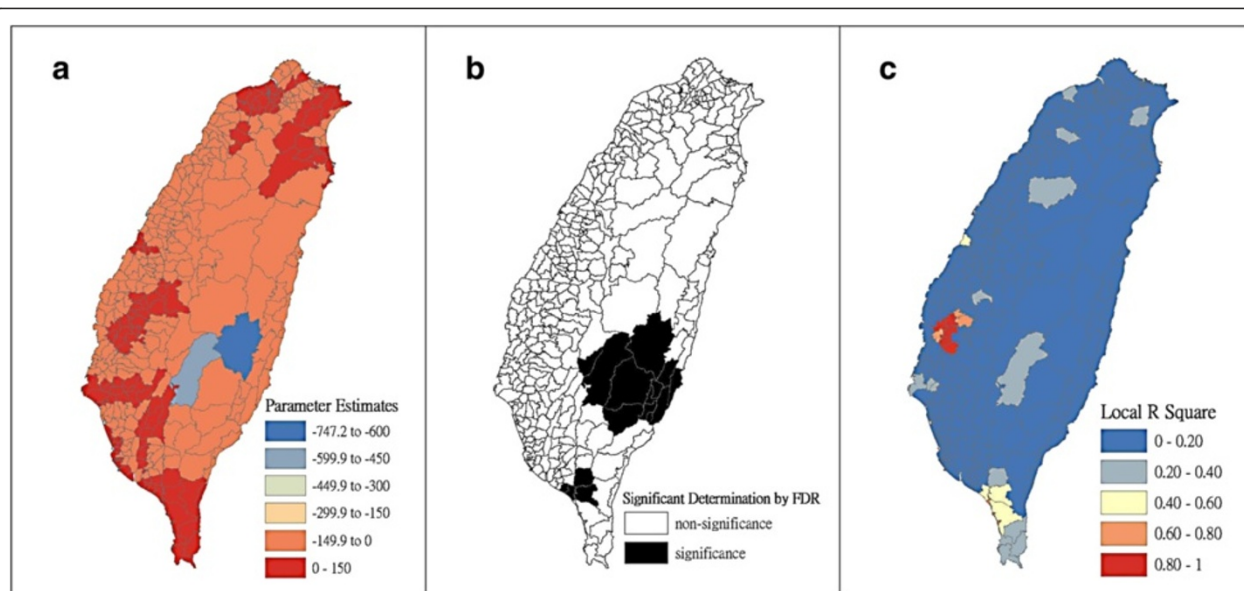 a
Parameter Estimates
-747.2 to -600
-599.9 to -450
-449.9 to -300
-299.9 to -150
-149.9 to 0
0 - 150
b
Significant Determination by FDR
non-significance
significance
c
Local R Square
0 - 0.20
0.20 - 0.40
0.40 - 0.60
0.60 - 0.80
0.80 - 1